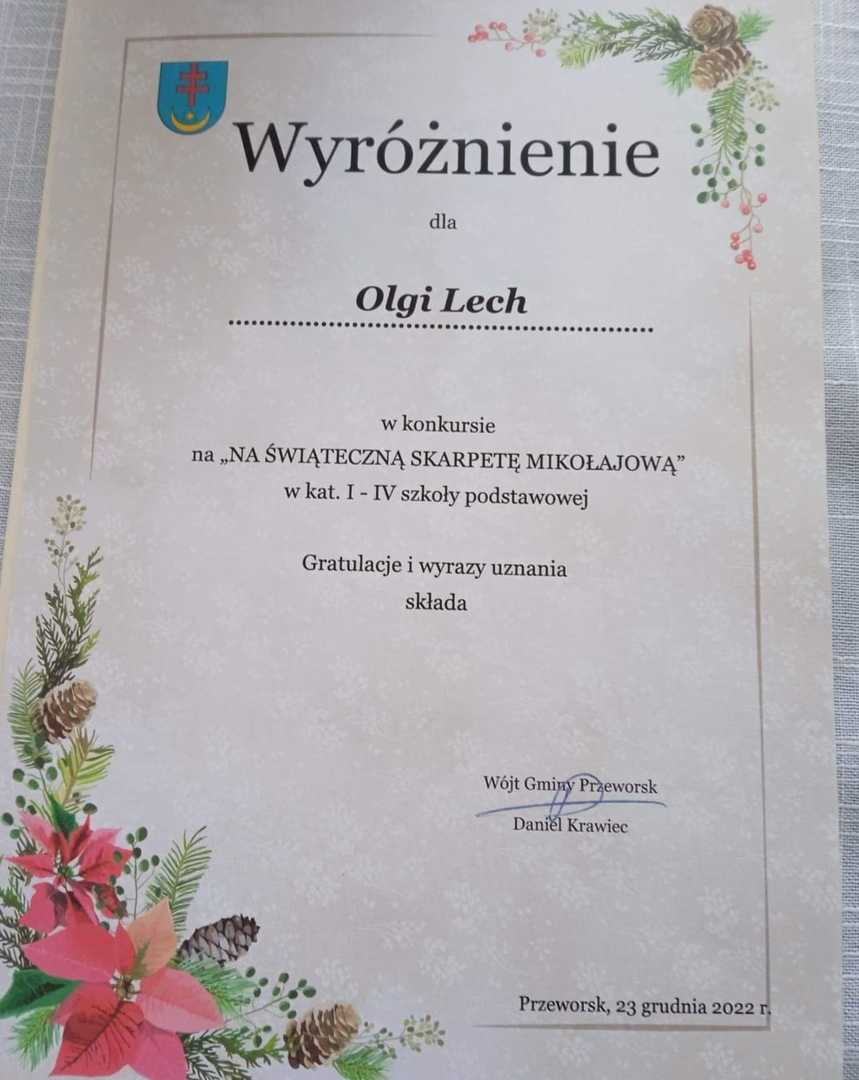 Wyróżnienie
dla
Olgi Lech
w konkursie
na „NA ŚWIĄTECZNĄ SKARPETĘ MIKOŁAJOWĄ”
w kat. I - IV szkoły podstawowej
Gratulacje i wyrazy uznania
składa
Wójt Gminy Przeworsk
Daniel Krawiec
Przeworsk, 23 grudnia 2022 r.